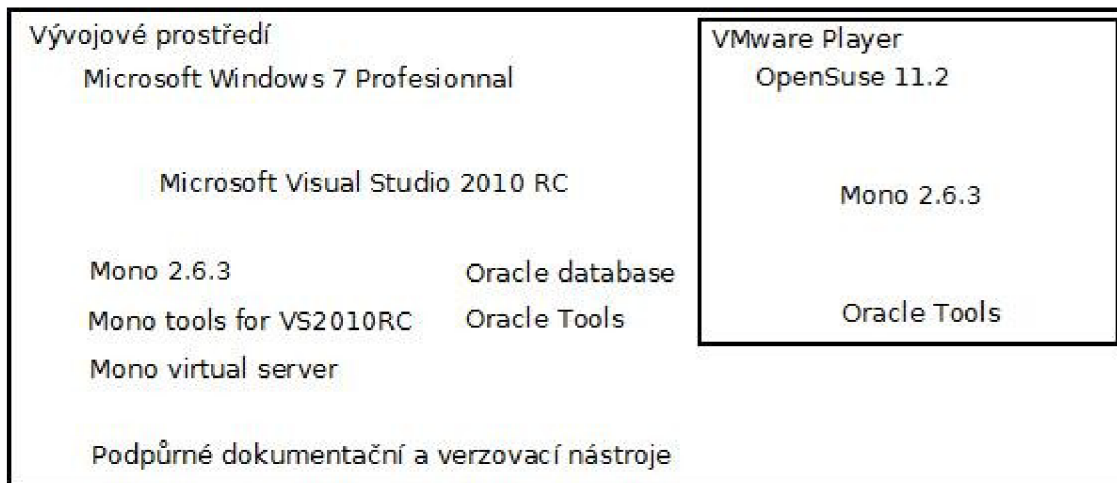 Vývojové prostředí
Microsoft Windows 7 Profesionnal
Microsoft Visual Studio 2010 RC
Mono 2.6.3
Mono tools for VS2010RC
Mono virtual server
Oracle database
Oracle Tools
Podpůrné dokumentační a verzovací nástroje
VMware Player
OpenSuse 11.2
Mono 2.6.3
Oracle Tools